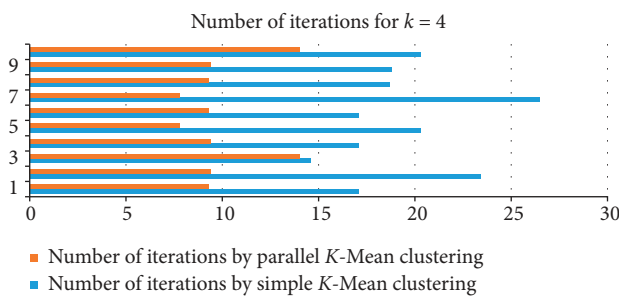 Number of iterations for k = 4
9
7
5
3
1
0 5 10 15 20 25 30
Number of iterations by parallel K-Mean clustering
Number of iterations by simple K-Mean clustering